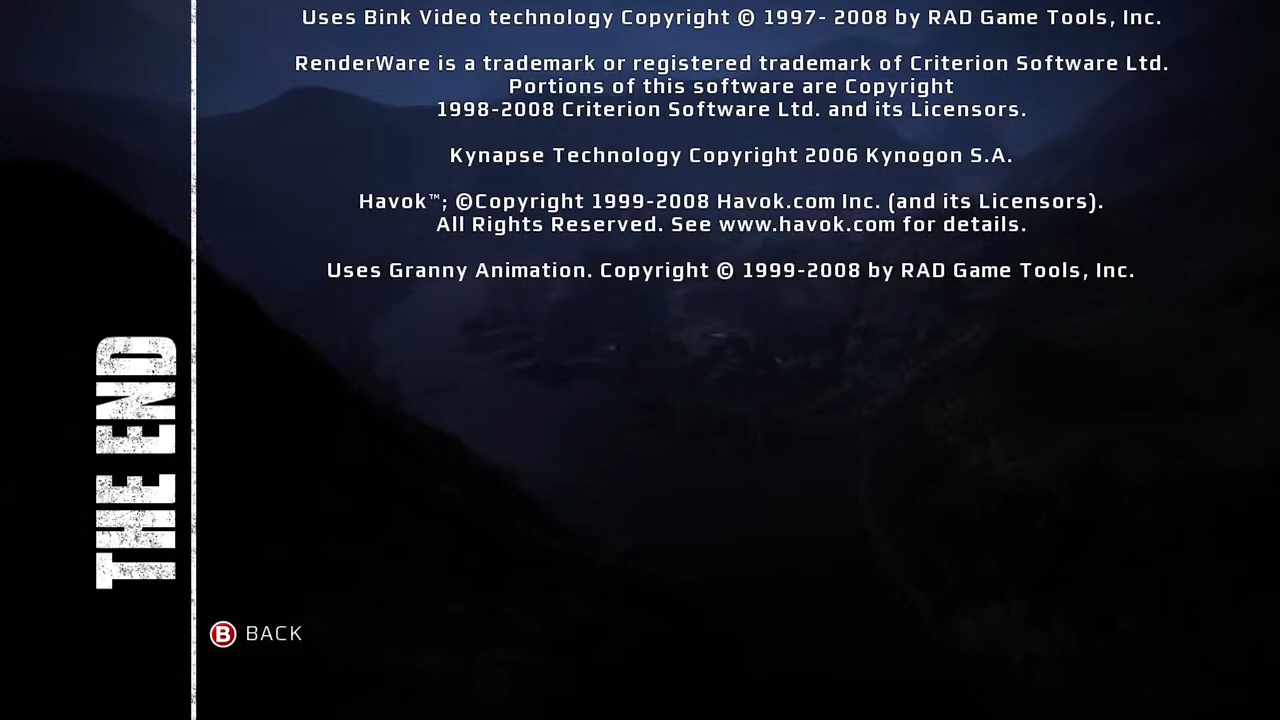 Uses Bink Video technology Copyright © 1997- 2008 by RAD Game Tools, Inc.
RenderWare is a trademark or registered trademark of Criterion Software Ltd.
Portions of this software are Copyright
1998-2008 Criterion Software Ltd. and its Licensors.
Kynapse Technology Copyright 2006 Kynogon S.A.
Havok™; ©Copyright 1999-2008 Havok.com Inc. (and its Licensors).
All Rights Reserved. See www.havok.com for details.
Uses Granny Animation. Copyright © 1999-2008 by RAD Game Tools, Inc.
THE END
B BACK